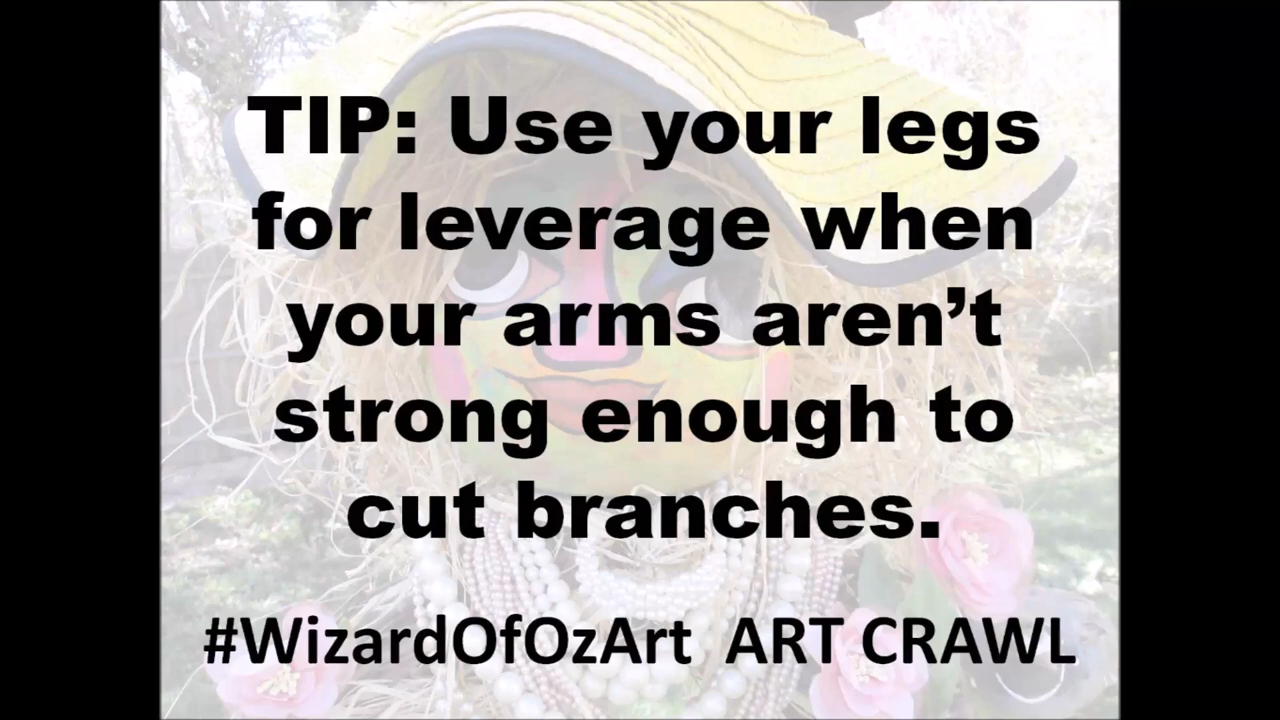 TIP: Use your legs
for leverage when
your arms aren’t
strong enough to
cut branches.
#WizardOfOzArt ART CRAWL